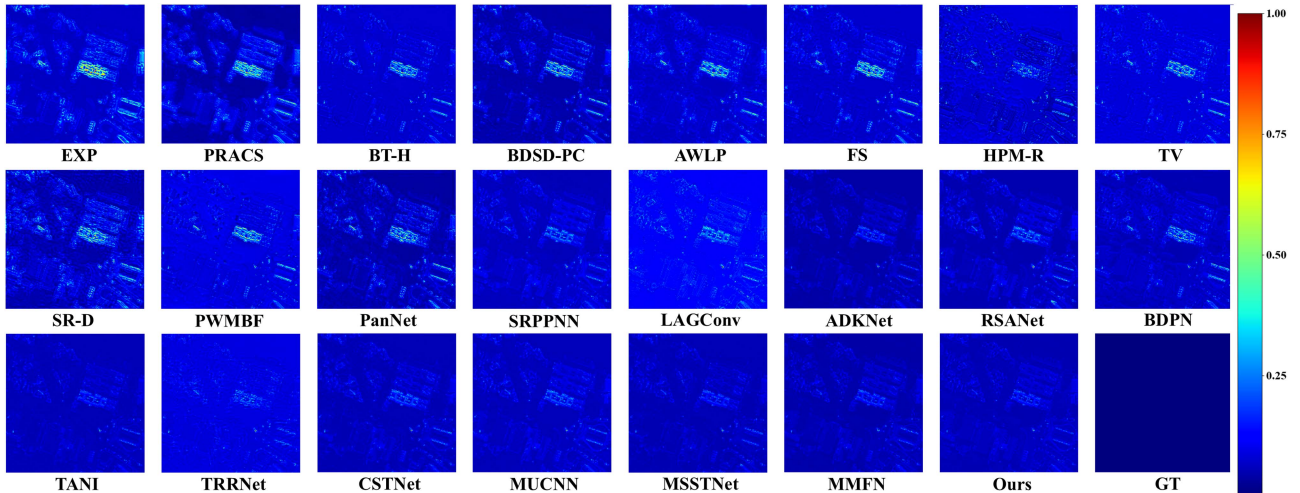 EXP PRACS BT-H BDSD-PC AWLP FS HPM-R TV
SR-D PWMBF PanNet SRPPNN LAGConv ADKNet RSANet BDPN
TANI TRRNet CSTNet MUCNN MSSTNet MMFN Ours GT
1.00
0.75
0.50
0.25